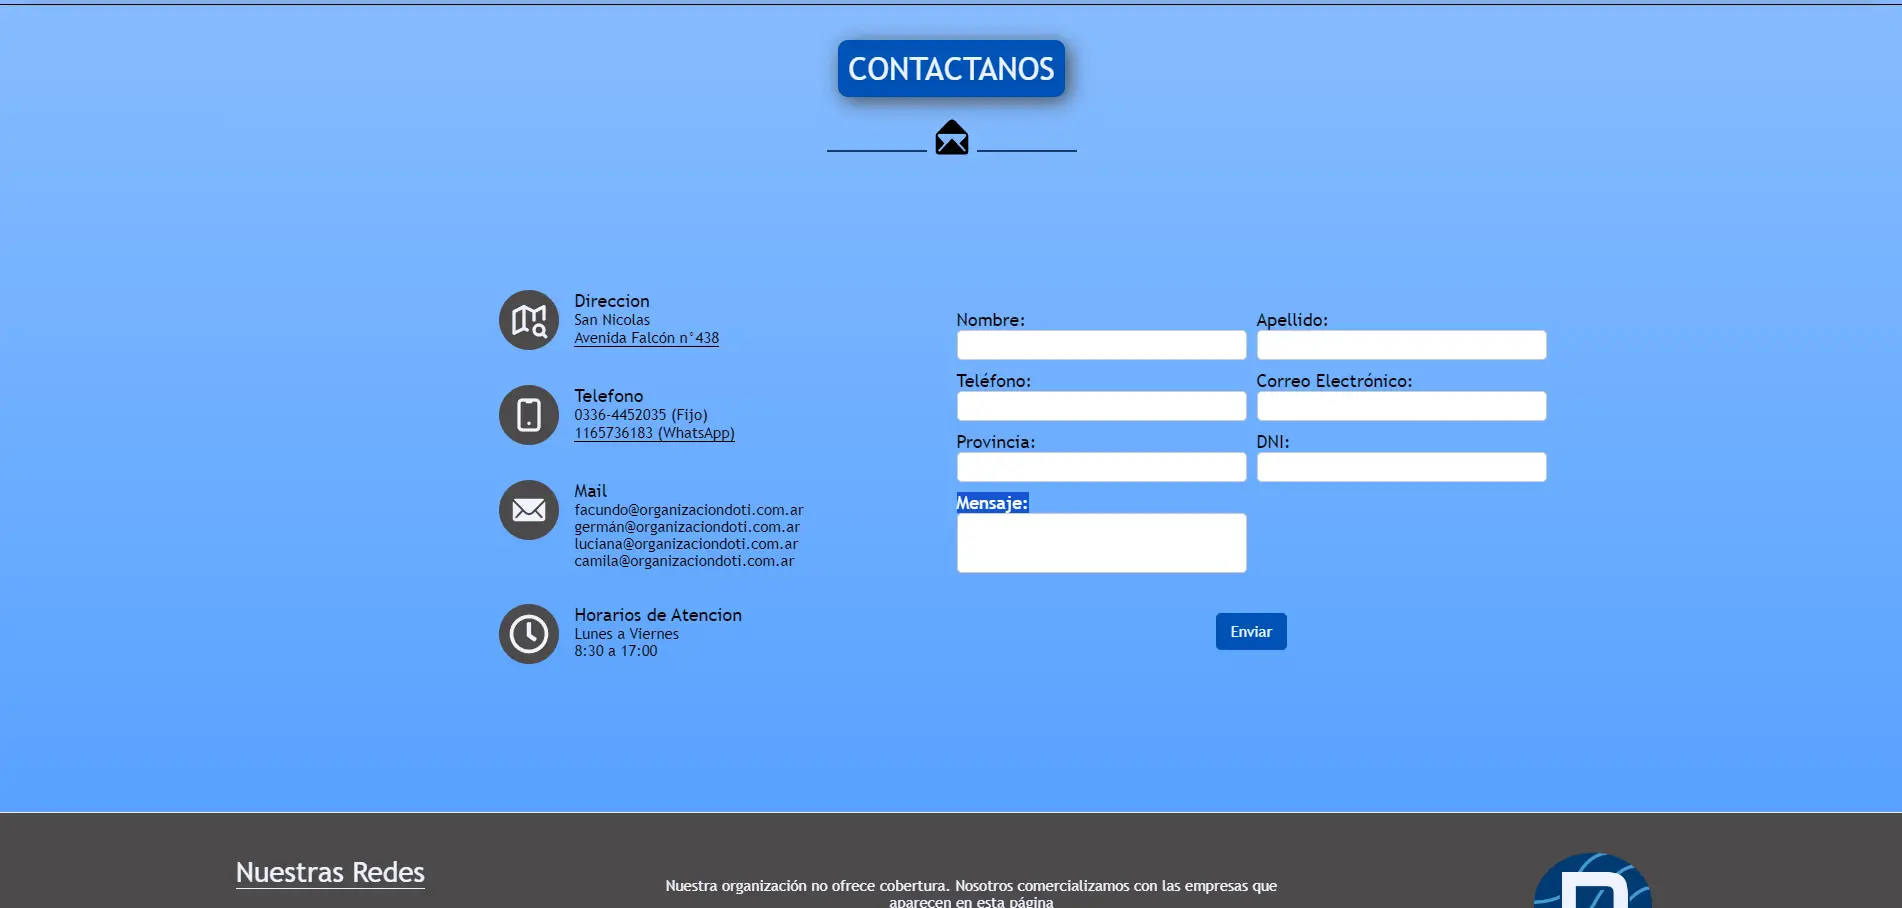 CONTACTANOS
Direccion
San Nicolas
Avenida Falcón n°438
Telefono
0336-4452035 (Fijo)
1165736183 (WhatsApp)
Mail
facundo@organizaciondoti.com.ar
germán@organizaciondoti.com.ar
luciana@organizaciondoti.com.ar
camila@organizaciondoti.com.ar
Horarios de Atencion
Lunes a Viernes
8:30 a 17:00
Nombre: Apellido:
Teléfono: Correo Electrónico:
Provincia: DNI:
Mensaje:
Enviar
Nuestras Redes
Nuestra organización no ofrece cobertura. Nosotros comercializamos con las empresas que
aparecen en esta página